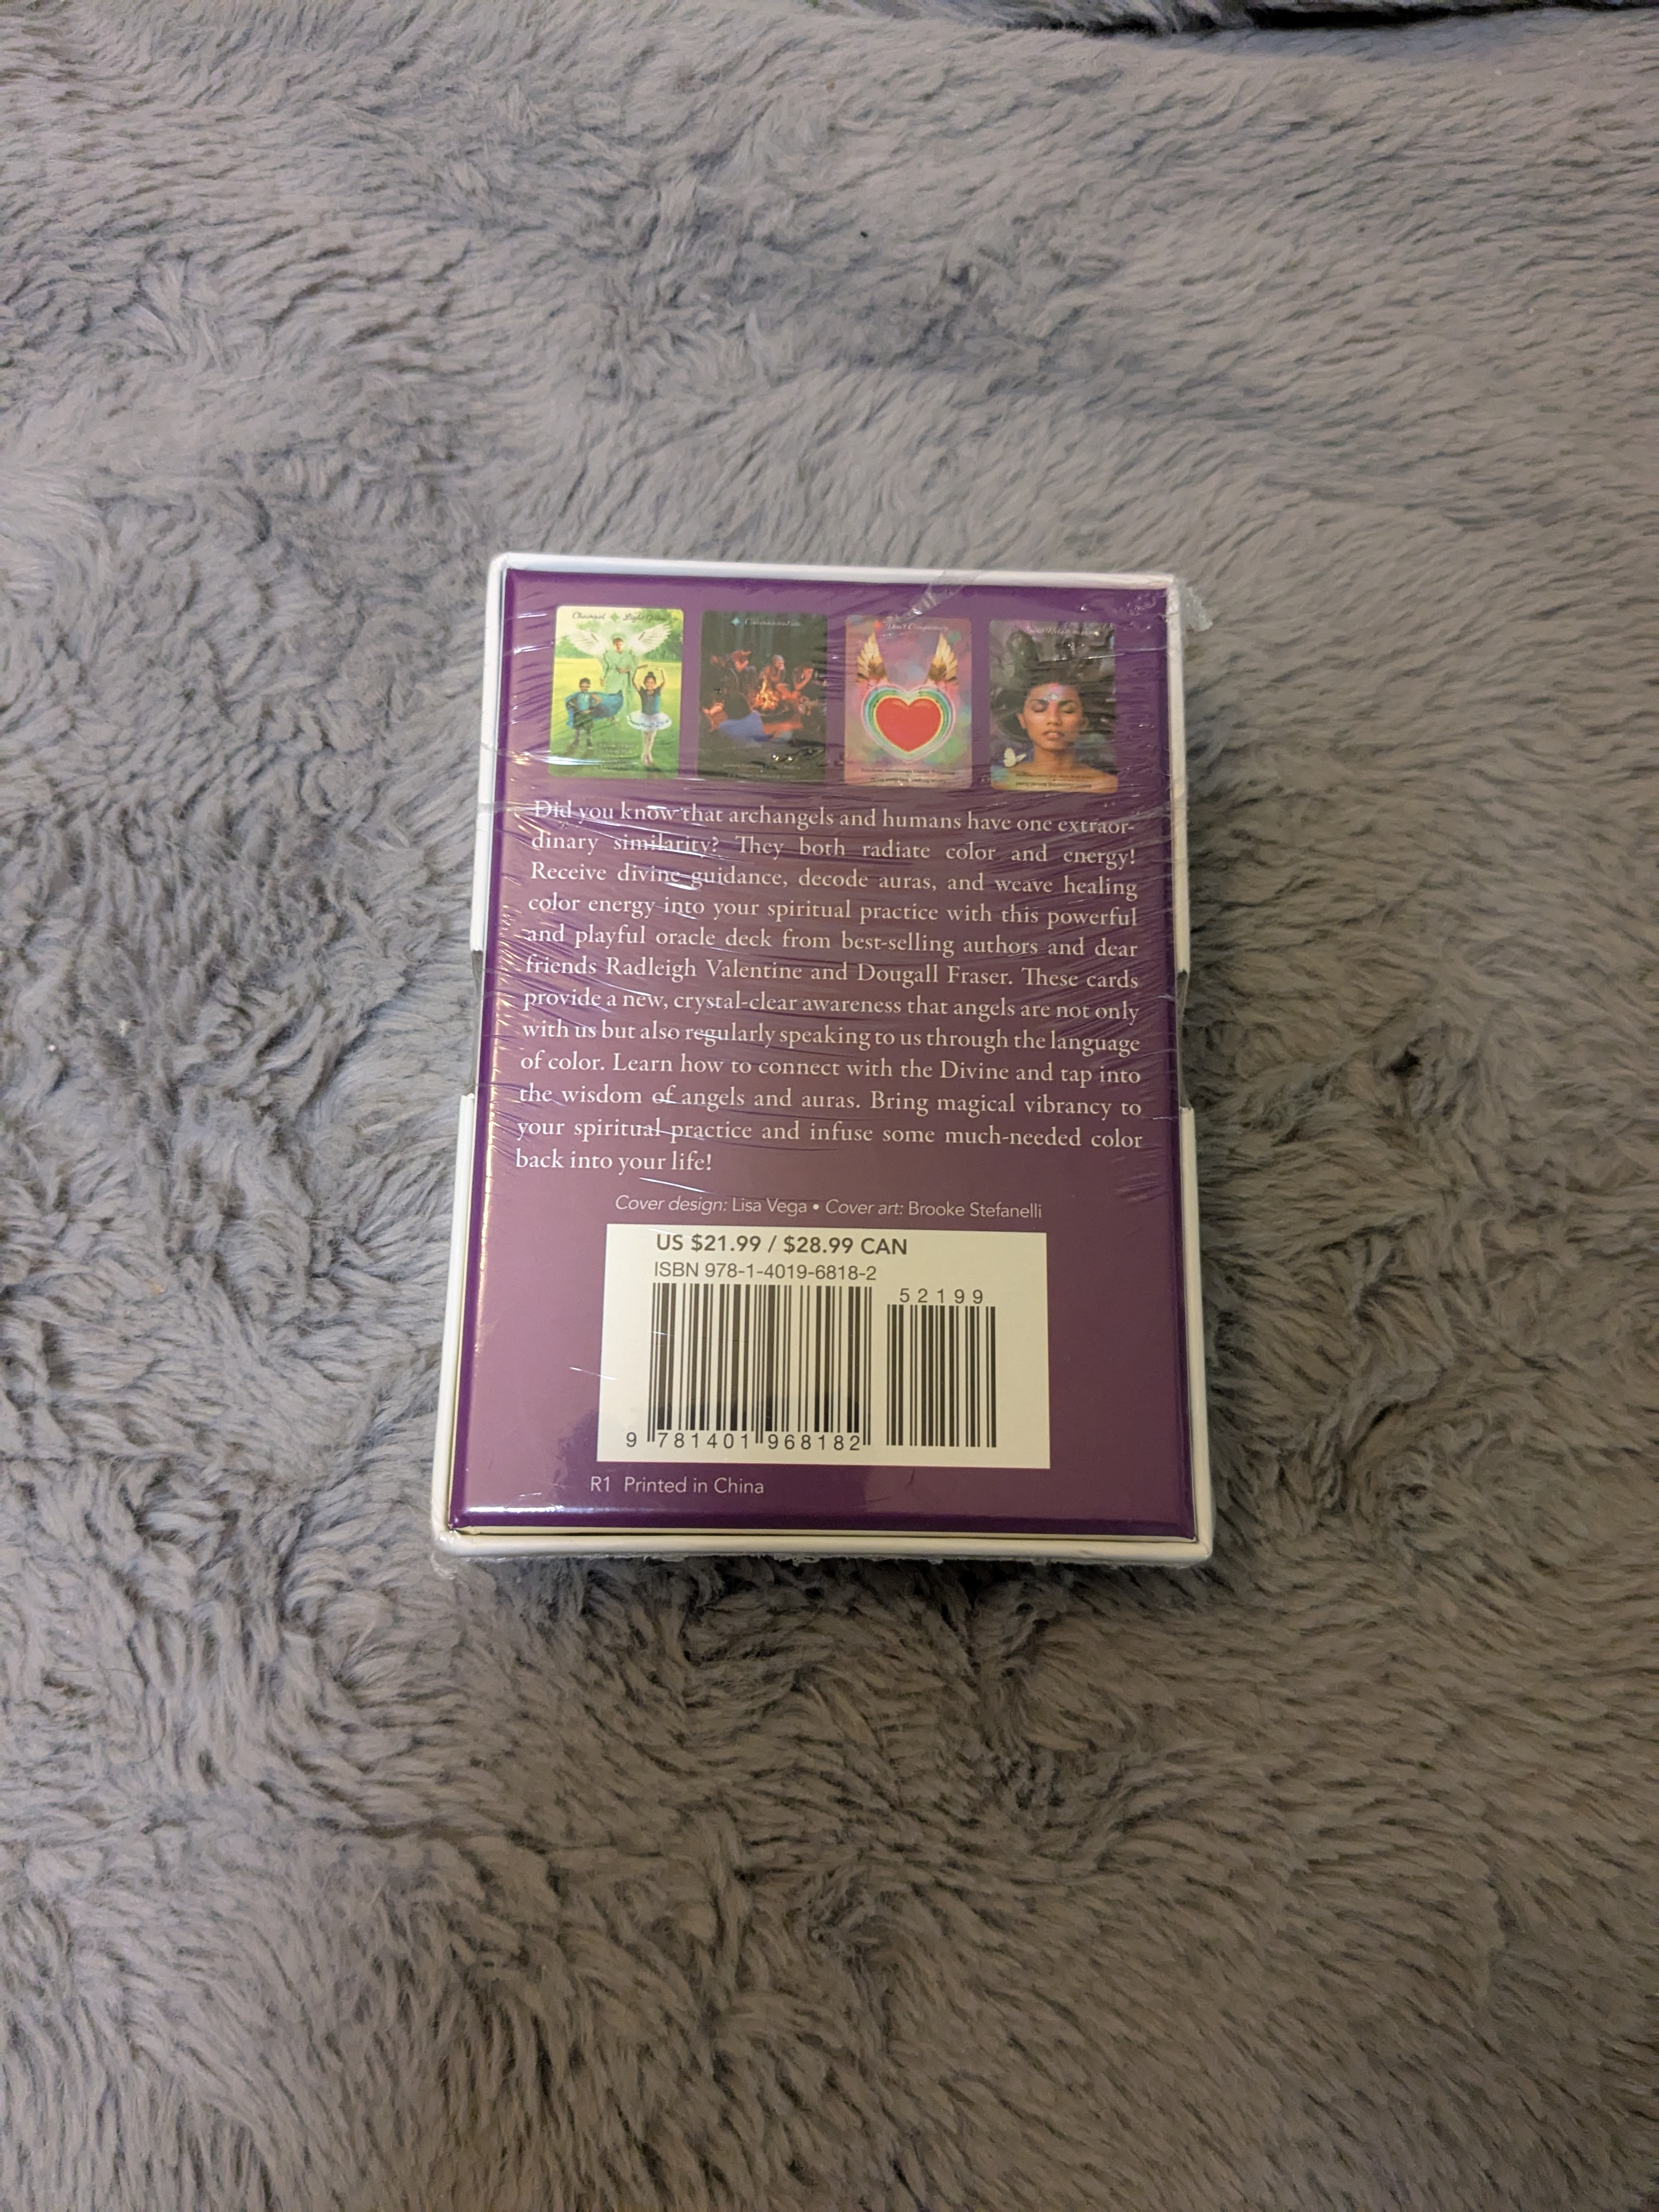 Channel Light
Did you know that archangels and humans have one extraor-
dinary similarity? They both radiate color and energy!
Receive divine guidance, decode auras, and weave healing
color energy into your spiritual practice with this powerful
and playful oracle deck from best-selling authors and dear
friends Radleigh Valentine and Dougall Fraser. These cards
provide a new, crystal-clear awareness that angels are not only
with us but also regularly speaking to us through the language
of color. Learn how to connect with the Divine and tap into
the wisdom of angels and auras. Bring magical vibrancy to
your spiritual practice and infuse some much-needed color
back into your life!
Cover design: Lisa Vega • Cover art: Brooke Stefanelli
US $21.99 / $28.99 CAN
ISBN 978-1-4019-6818-2
52199
9 781401 968182
R1 Printed in China